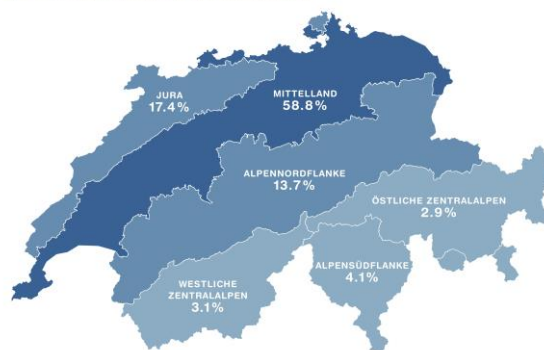 JURA
17.4%
MITTELLAND
58.8%
ALPENNORDFLANKE
13.7%
ÖSTLICHE ZENTRALALPEN
2.9%
ALPENSÜDFLANKE
4.1%
WESTLICHE
ZENTRALALPEN
3.1%